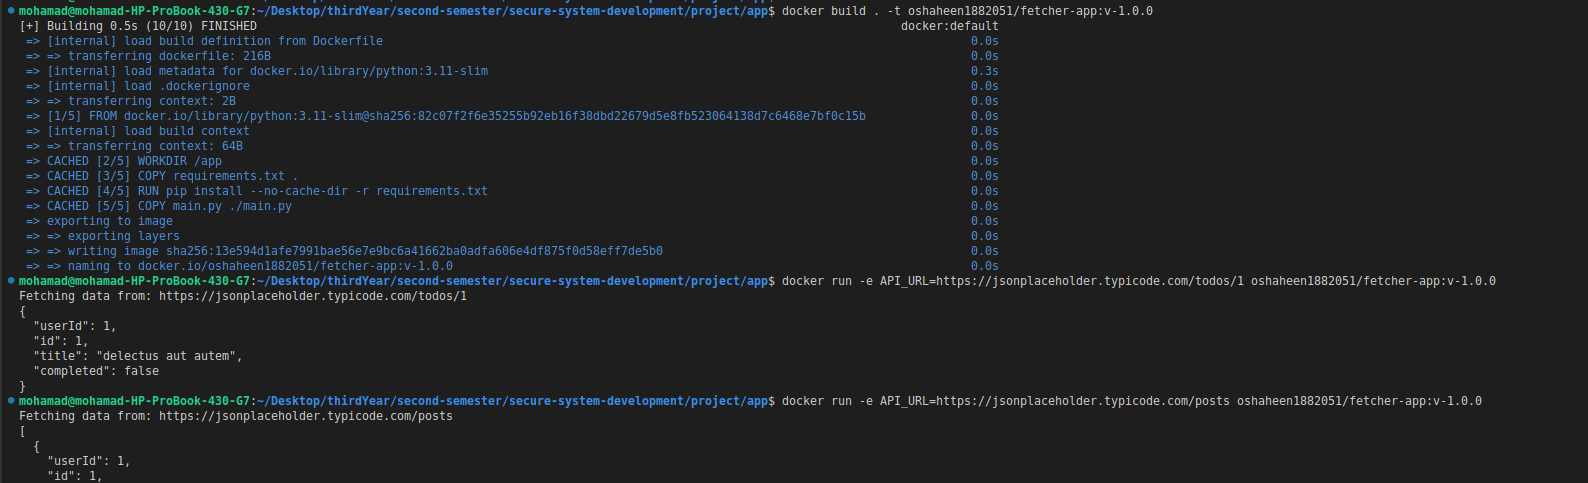 mohamad@mohamad-HP-ProBook-430-G7:~/Desktop/thirdYear/second-semester/secure-system-development/project/app$ docker build . -t oshaheen1882051/fetcher-app:v-1.0.0
[+] Building 0.5s (10/10) FINISHED docker:default
=> [internal] load build definition from Dockerfile 0.0s
=> => transferring dockerfile: 216B 0.0s
=> [internal] load metadata for docker.io/library/python:3.11-slim 0.3s
=> [internal] load .dockerignore 0.0s
=> => transferring context: 2B 0.0s
=> [1/5] FROM docker.io/library/python:3.11-slim@sha256:82c07f2f6e35255b92eb16f38dbd22679d5e8fb523064138d7c6468e7bf0c15b 0.0s
=> [internal] load build context 0.0s
=> => transferring context: 64B 0.0s
=> CACHED [2/5] WORKDIR /app 0.0s
=> CACHED [3/5] COPY requirements.txt . 0.0s
=> CACHED [4/5] RUN pip install --no-cache-dir -r requirements.txt 0.0s
=> CACHED [5/5] COPY main.py ./main.py 0.0s
=> exporting to image 0.0s
=> => exporting layers 0.0s
=> => writing image sha256:13e594d1afe7991bae56e7e9bc6a41662ba0adfa606e4df875f0d58eff7de5b0 0.0s
=> => naming to docker.io/oshaheen1882051/fetcher-app:v-1.0.0 0.0s
mohamad@mohamad-HP-ProBook-430-G7:~/Desktop/thirdYear/second-semester/secure-system-development/project/app$ docker run -e API_URL=https://jsonplaceholder.typicode.com/todos/1 oshaheen1882051/fetcher-app:v-1.0.0
Fetching data from: https://jsonplaceholder.typicode.com/todos/1
{
"userId": 1,
"id": 1,
"title": "delectus aut autem",
"completed": false
}
mohamad@mohamad-HP-ProBook-430-G7:~/Desktop/thirdYear/second-semester/secure-system-development/project/app$ docker run -e API_URL=https://jsonplaceholder.typicode.com/posts oshaheen1882051/fetcher-app:v-1.0.0
Fetching data from: https://jsonplaceholder.typicode.com/posts
[
{
"userId": 1,
"id": 1,